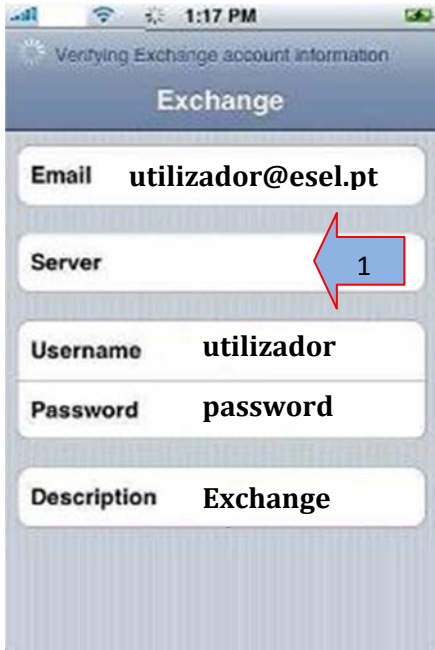 1:17 PM
Verifying Exchange account information
Exchange
Email utilizador@esel.pt
Server 1
Username utilizador
Password password
Description Exchange